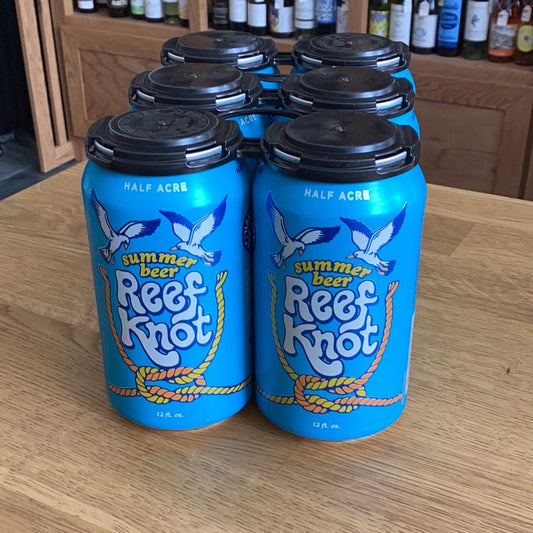 HALF ACRE
summer
beer
Reef
Knot
12 fl. oz.
HALF ACRE
summer
beer
Reef
Knot
12 fl. oz.